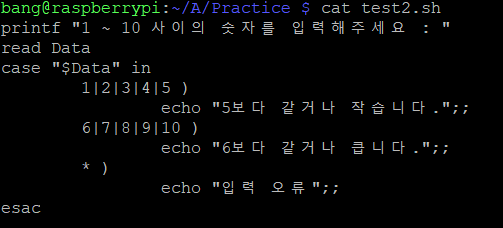 bang@raspberrypi:~/A/Practice $ cat test2.sh
printf "1 ~ 10 사이의 숫자를 입력해주세요 : "
read Data
case "$Data" in
        1|2|3|4|5 )
                echo "5보다 같거나 작습니다.";;
        6|7|8|9|10 )
                echo "6보다 같거나 큽니다.";;
        * )
                echo "입력 오류";;
esac